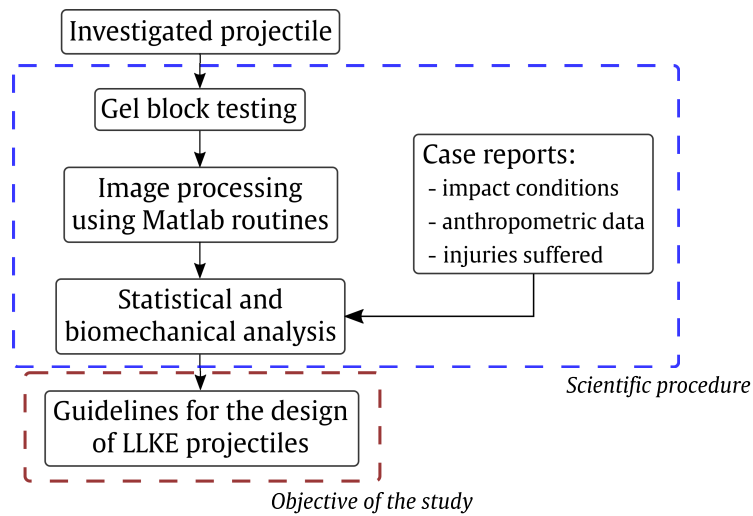 Investigated projectile
Gel block testing
Image processing
using Matlab routines
Case reports:
- impact conditions
- anthropometric data
- injuries suffered
Statistical and
biomechanical analysis
Scientific procedure
Guidelines for the design
of LLKE projectiles
Objective of the study